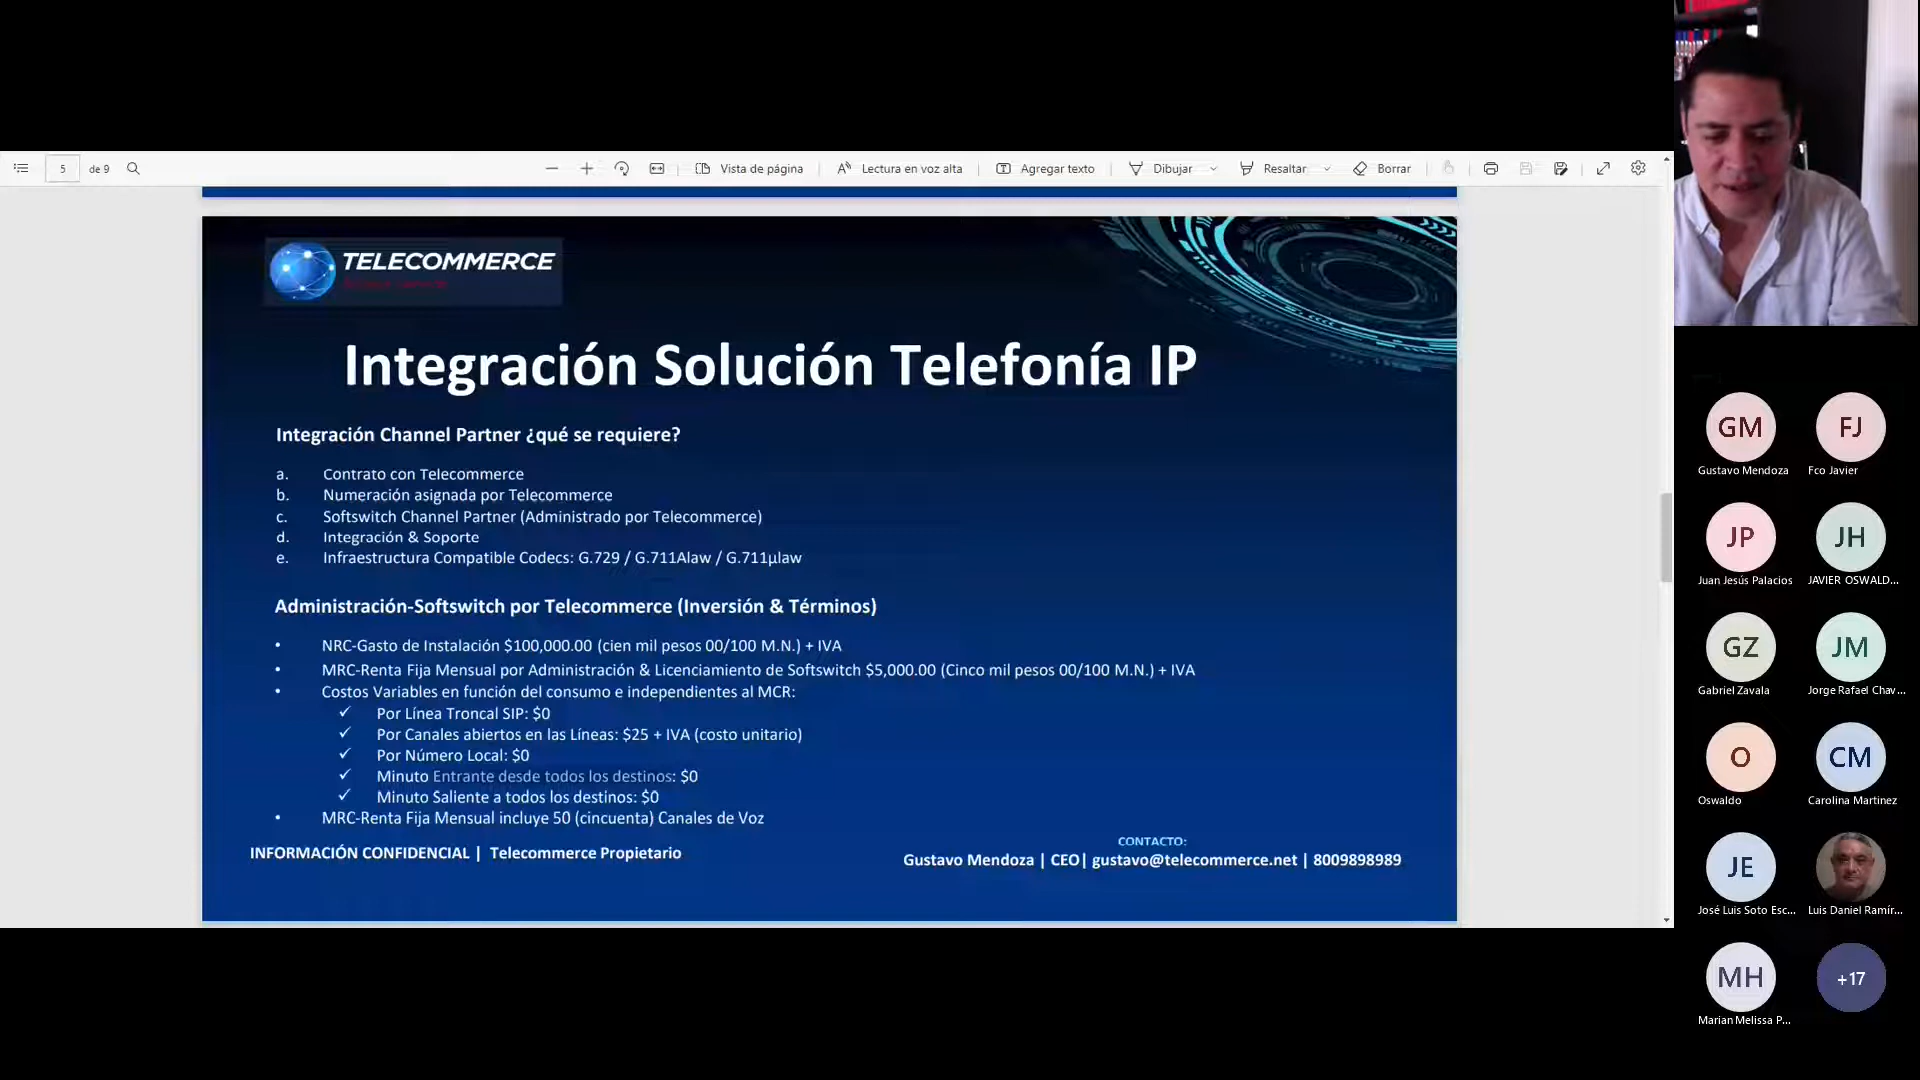 5 de 9
Vista de página
Lectura en voz alta
Agregar texto
Dibujar
Resaltar
Borrar
TELECOMMERCE
Integración Solución Telefonía IP
Integración Channel Partner ¿qué se requiere?
a. Contrato con Telecommerce
b. Numeración asignada por Telecommerce
c. Softswitch Channel Partner (Administrado por Telecommerce)
d. Integración & Soporte
e. Infraestructura Compatible Codecs: G.729 / G.711Alaw / G.711µlaw
Administración-Softswitch por Telecommerce (Inversión & Términos)
• NRC-Gasto de Instalación $100,000.00 (cien mil pesos 00/100 M.N.) + IVA
• MRC-Renta Fija Mensual por Administración & Licenciamiento de Softswitch $5,000.00 (Cinco mil pesos 00/100 M.N.) + IVA
• Costos Variables en función del consumo e independientes al MCR:
✓ Por Línea Troncal SIP: $0
✓ Por Canales abiertos en las Líneas: $25 + IVA (costo unitario)
✓ Por Número Local: $0
✓ Minuto Entrante desde todos los destinos: $0
✓ Minuto Saliente a todos los destinos: $0
• MRC-Renta Fija Mensual incluye 50 (cincuenta) Canales de Voz
INFORMACIÓN CONFIDENCIAL | Telecommerce Propietario
CONTACTO:
Gustavo Mendoza | CEO| gustavo@telecommerce.net | 8009898989
GM
Gustavo Mendoza
FJ
Fco Javier
JP
Juan Jesús Palacios
JH
JAVIER OSWALD...
GZ
Gabriel Zavala
JM
Jorge Rafael Chav...
O
Oswaldo
CM
Carolina Martinez
JE
José Luis Soto Esc...
Luis Daniel Ramír...
MH
Marian Melissa P...
+17